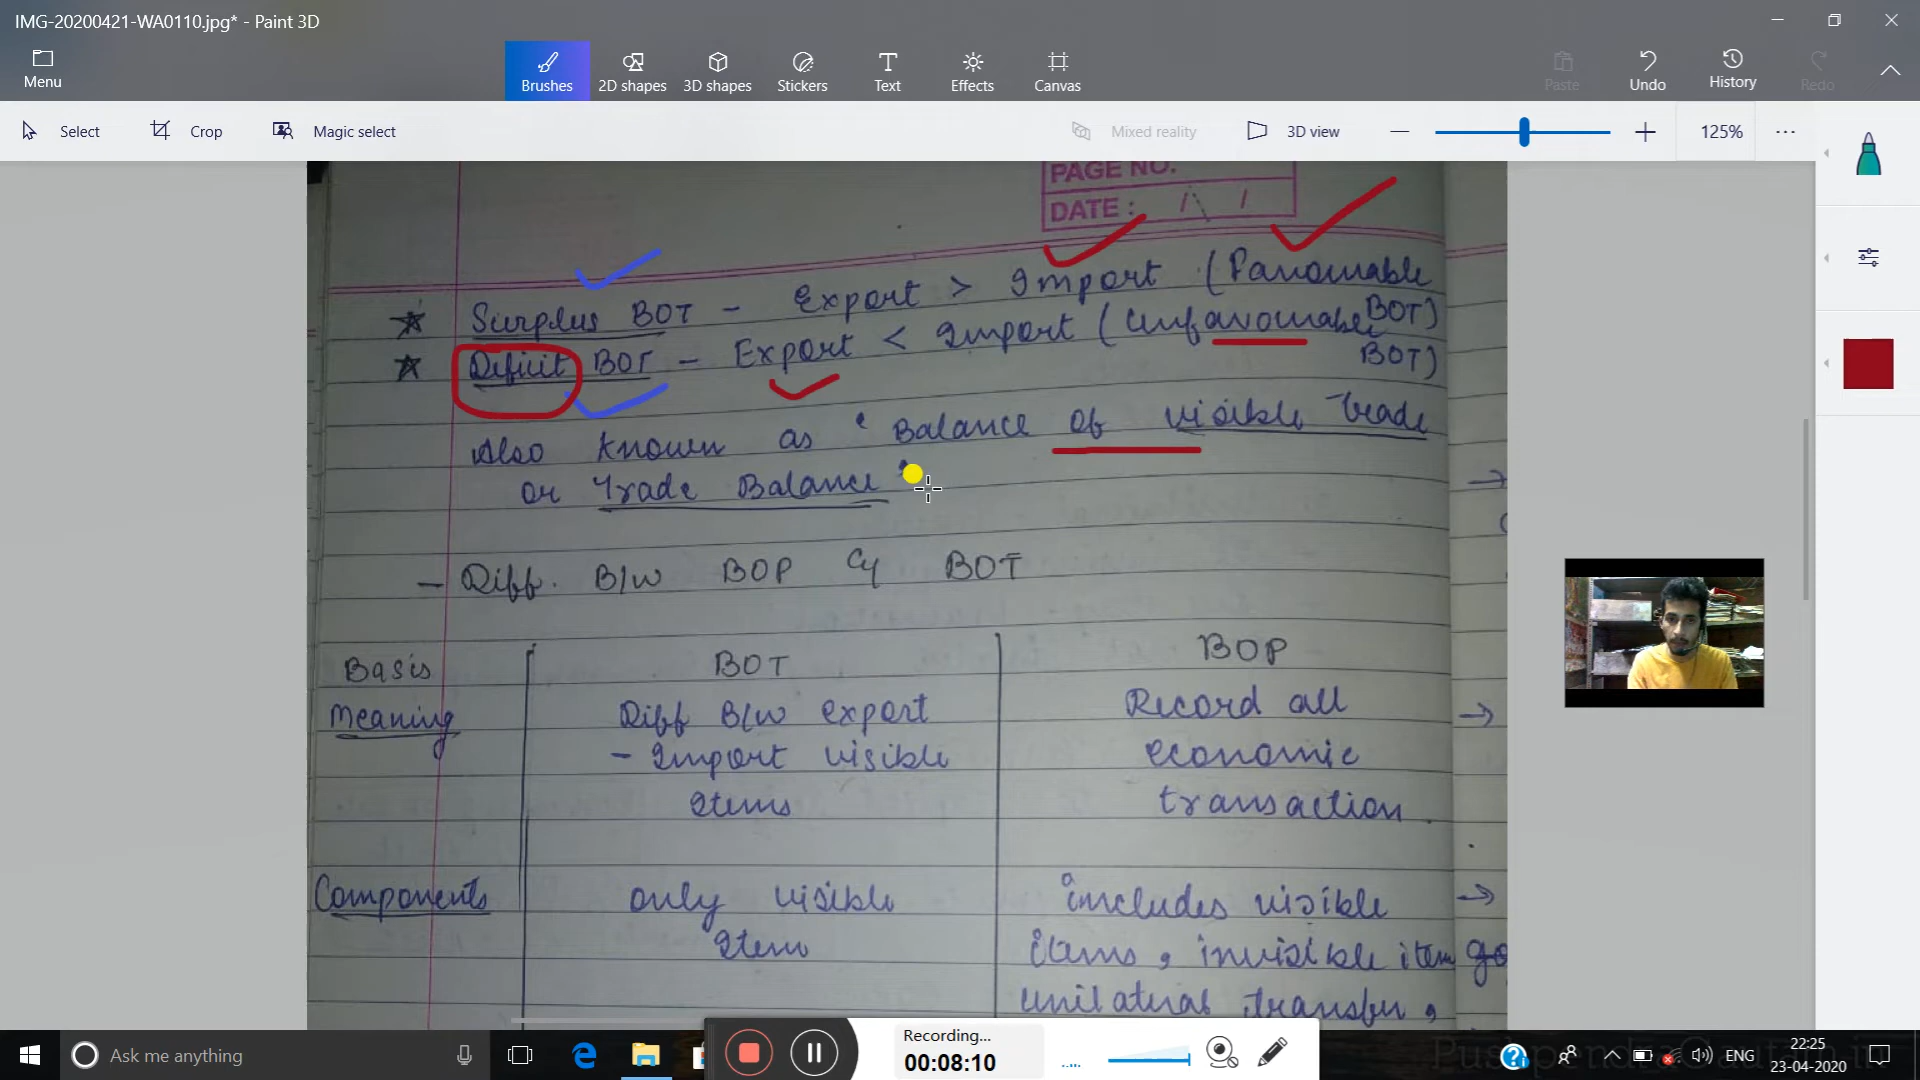 IMG-20200421-WA0110.jpg* - Paint 3D
Menu
Brushes
2D shapes
3D shapes
Stickers
Text
Effects
Canvas
Paste
Undo
History
Redo
Select
Crop
Magic select
Mixed reality
3D view
125%
PAGE NO.
DATE : / /
Surplus BOT - Export > Import (Favourable BOT)
Deficit BOT - Export < Import (Unfavourable BOT)
Also known as "Balance of visible trade
or Trade Balance"
- Diff. B/w BOP & BOT
Basis BOT BOP
Meaning Diff B/w export Record all
- Import visible economic
Items transaction
Components only visible includes visible
Item items, invisible item
unilateral transfer,
Recording...
00:08:10
Ask me anything
ENG
22:25
23-04-2020